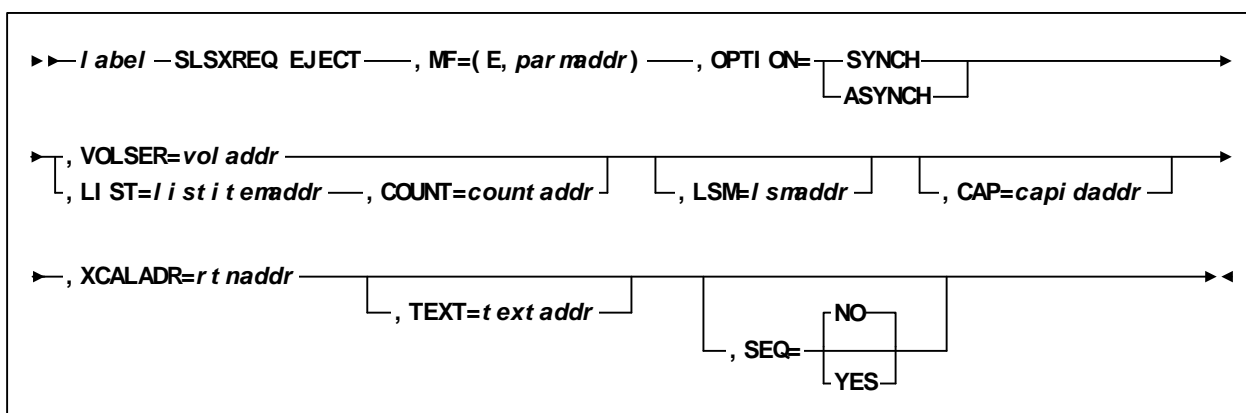 label SLSXREQ EJECT , MF=(E, parmaddr) , OPTION= SYNCH
ASYNCH
, VOLSER=voladdr
, LIST=listitemaddr , COUNT=countaddr , LSM=lsmaddr , CAP=capidaddr
, XCALADR=rtnaddr NO
, TEXT=textaddr
, SEQ=
YES